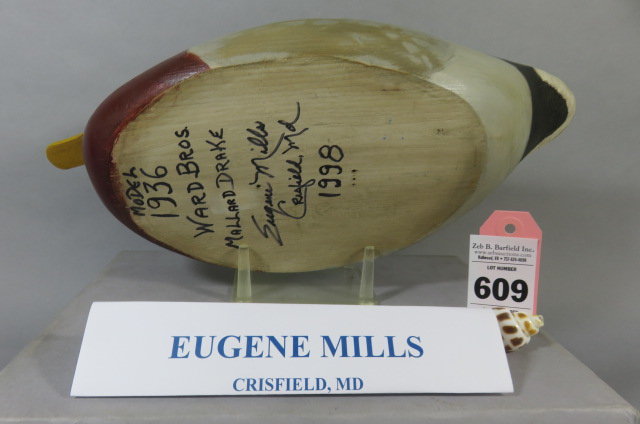 MODEL
1936
WARD BROS.
MALLARD DRAKE
Eugene Mills
Crisfield, Md
1998
Zeb B. Barfield Inc.
LOT NUMBER
609
EUGENE MILLS
CRISFIELD, MD